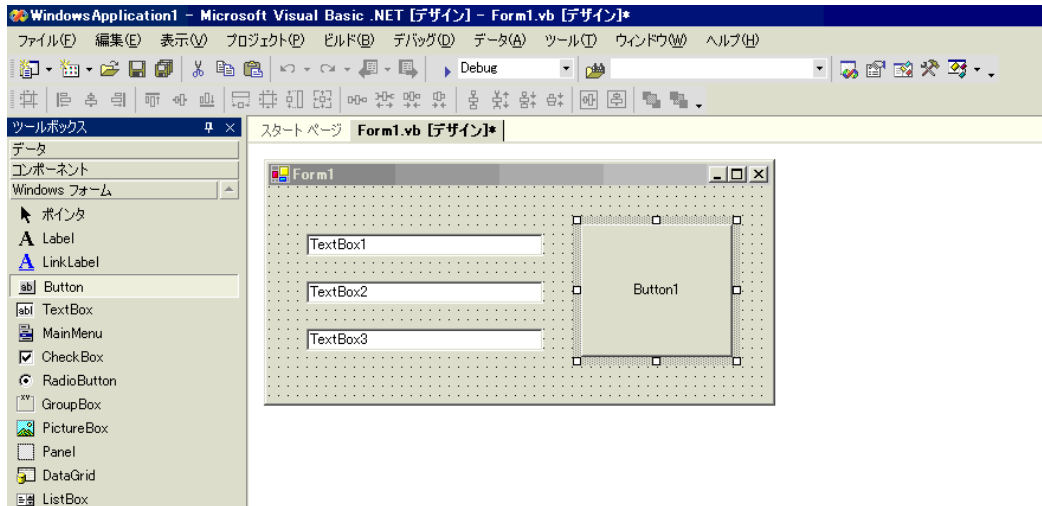 WindowsApplication1 - Microsoft Visual Basic .NET [デザイン] - Form1.vb [デザイン]*
ファイル(F) 編集(E) 表示(V) プロジェクト(P) ビルド(B) デバッグ(D) データ(A) ツール(T) ウィンドウ(W) ヘルプ(H)
Debug
ツールボックス
スタート ページ Form1.vb [デザイン]*
データ
コンポーネント
Windows フォーム
ポインタ
A Label
A LinkLabel
ab Button
abl TextBox
MainMenu
CheckBox
RadioButton
XY GroupBox
PictureBox
Panel
DataGrid
ListBox
Form1
TextBox1
TextBox2
TextBox3
Button1